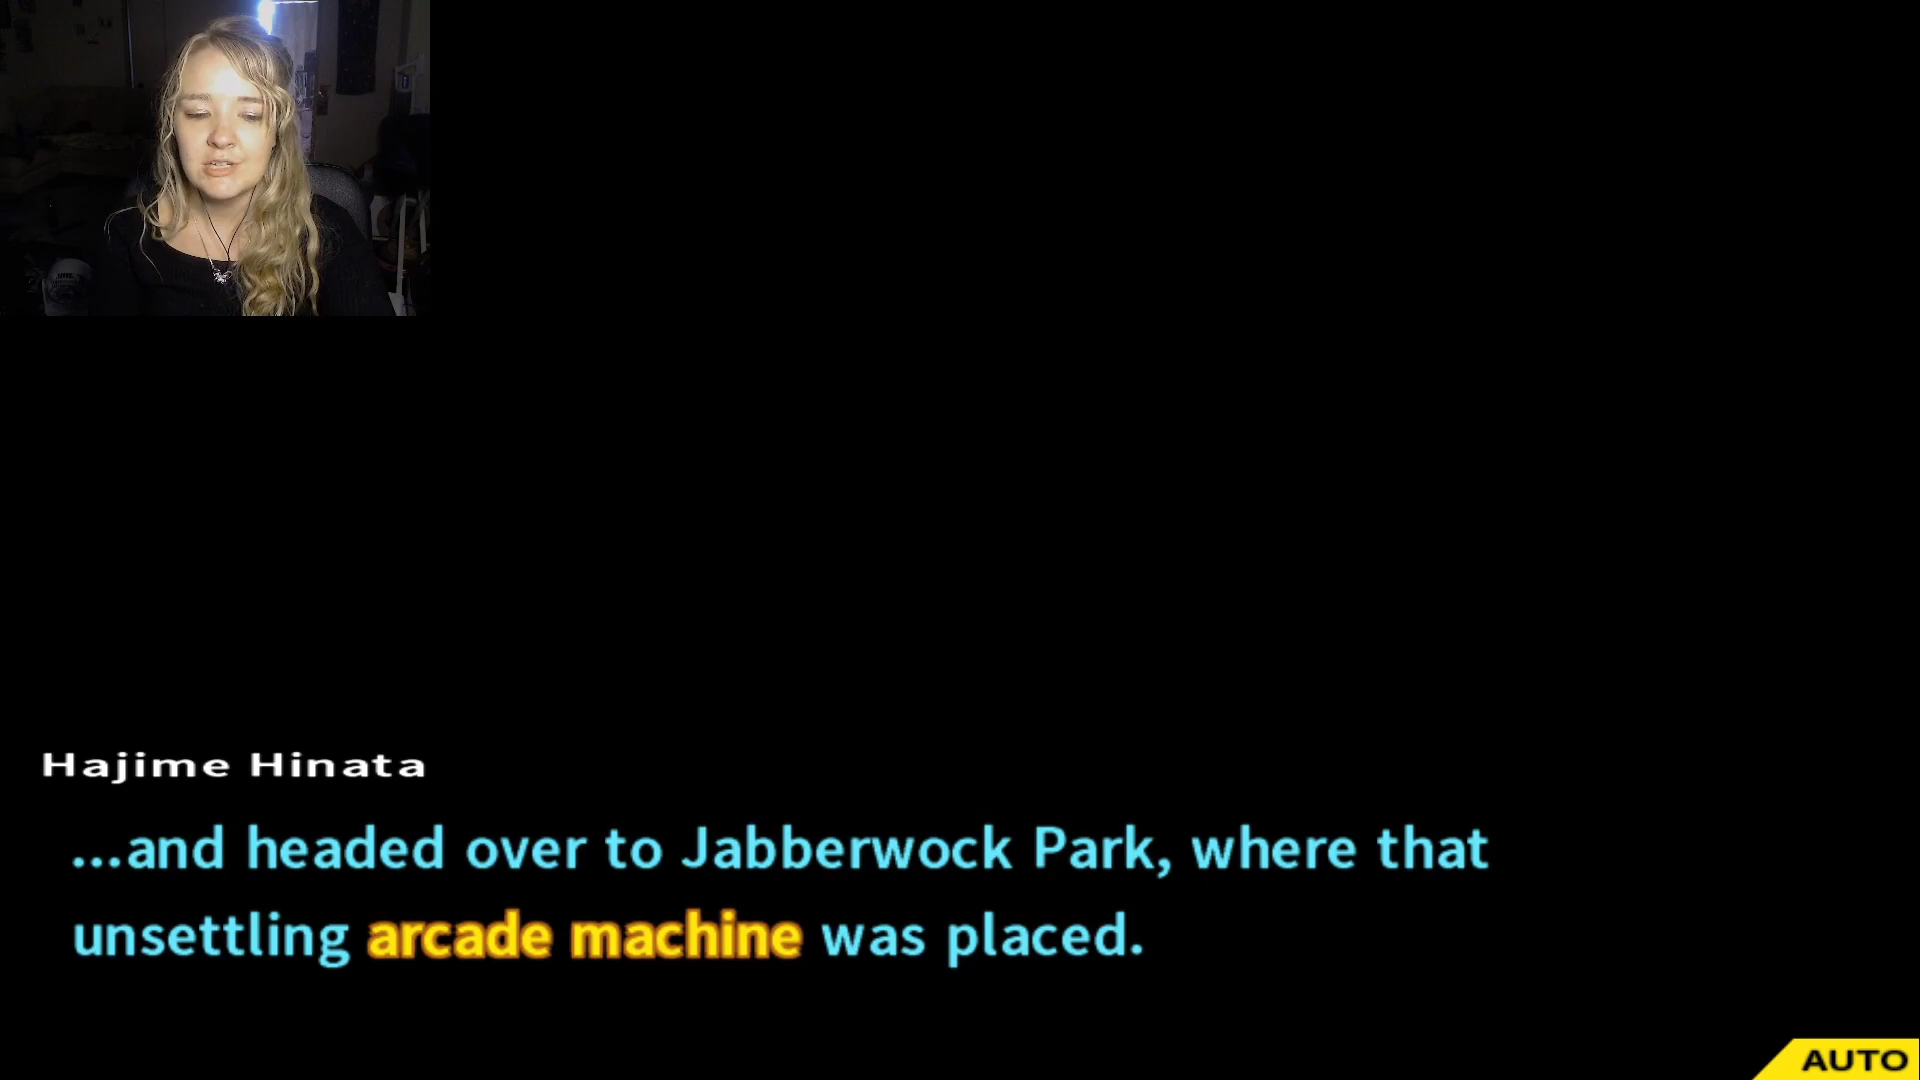 Hajime Hinata
...and headed over to Jabberwock Park, where that
unsettling arcade machine was placed.
AUTO